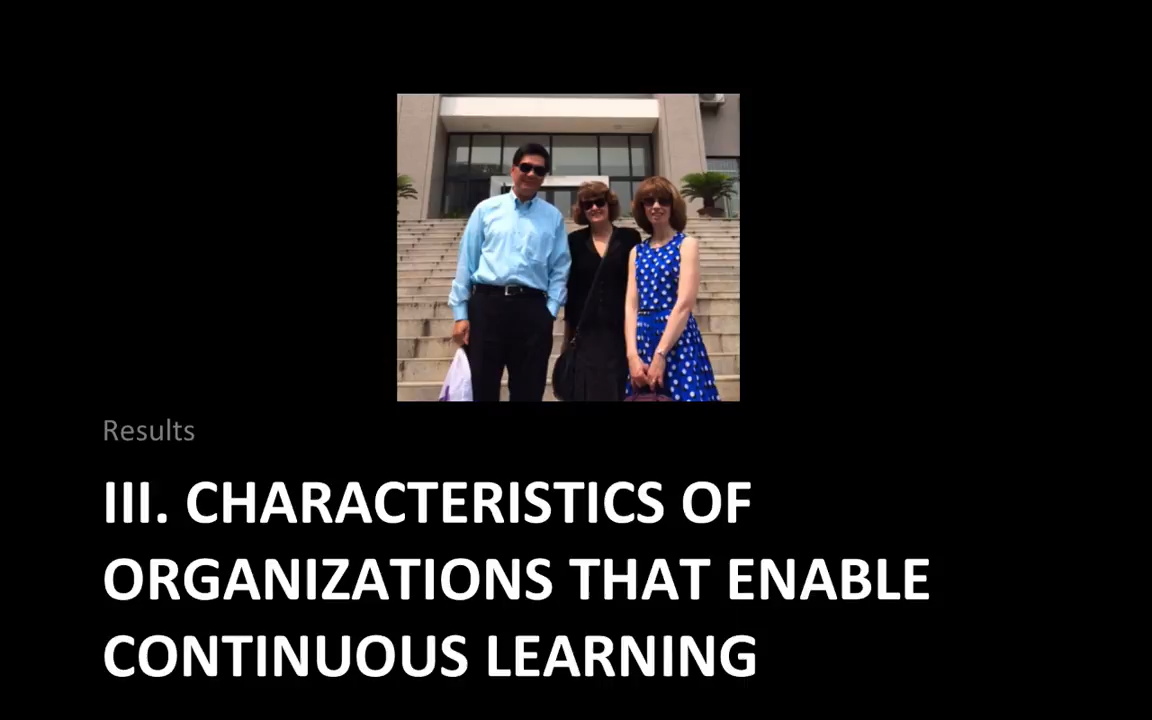 Results
III. CHARACTERISTICS OF
ORGANIZATIONS THAT ENABLE
CONTINUOUS LEARNING